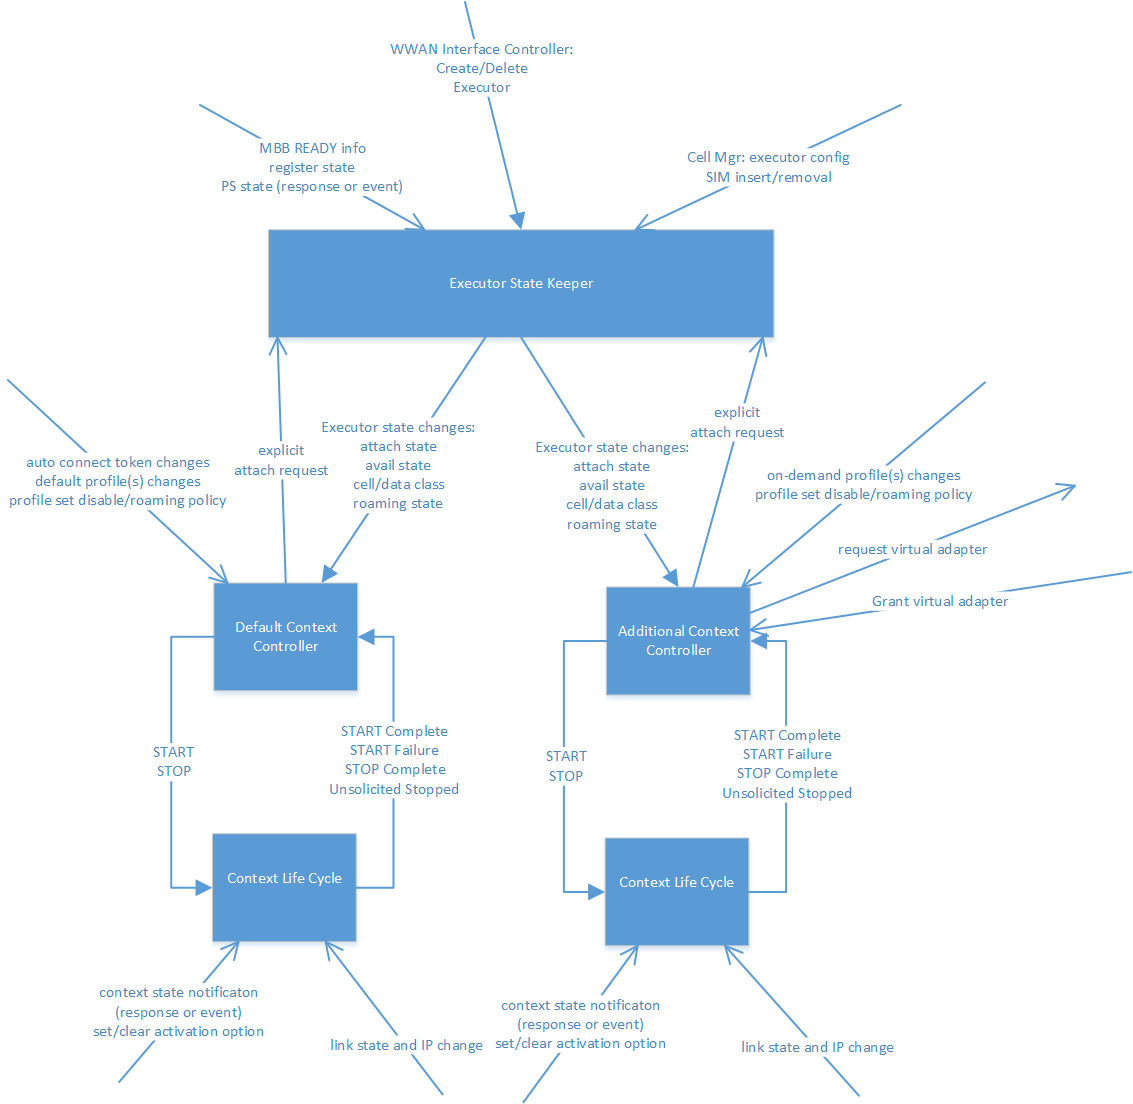 WWAN Interface Controller:
Create/Delete
Executor
MBB READY info
register state
PS state (response or event)
Cell Mgr: executor config
SIM insert/removal
Executor State Keeper
explicit
attach request
Executor state changes:
attach state
avail state
cell/data class
roaming state
Executor state changes:
attach state
avail state
cell/data class
roaming state
explicit
attach request
auto connect token changes
default profile(s) changes
profile set disable/roaming policy
on-demand profile(s) changes
profile set disable/roaming policy
request virtual adapter
Grant virtual adapter
Default Context
Controller
Additional Context
Controller
START
STOP
START Complete
START Failure
STOP Complete
Unsolicited Stopped
START
STOP
START Complete
START Failure
STOP Complete
Unsolicited Stopped
Context Life Cycle
Context Life Cycle
context state notificaton
(response or event)
set/clear activation option
link state and IP change
context state notificaton
(response or event)
set/clear activation option
link state and IP change